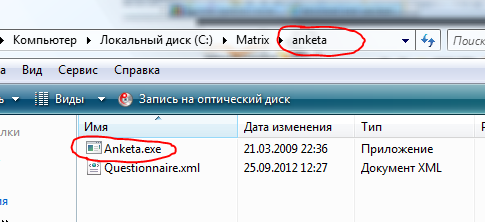 Компьютер Локальный диск (C:) Matrix anketa Поиск
Вид Сервис Справка
Виды Запись на оптический диск
Имя Дата изменения Тип
Anketa.exe 21.03.2009 22:36 Приложение
Questionnaire.xml 25.09.2012 12:27 Документ XML